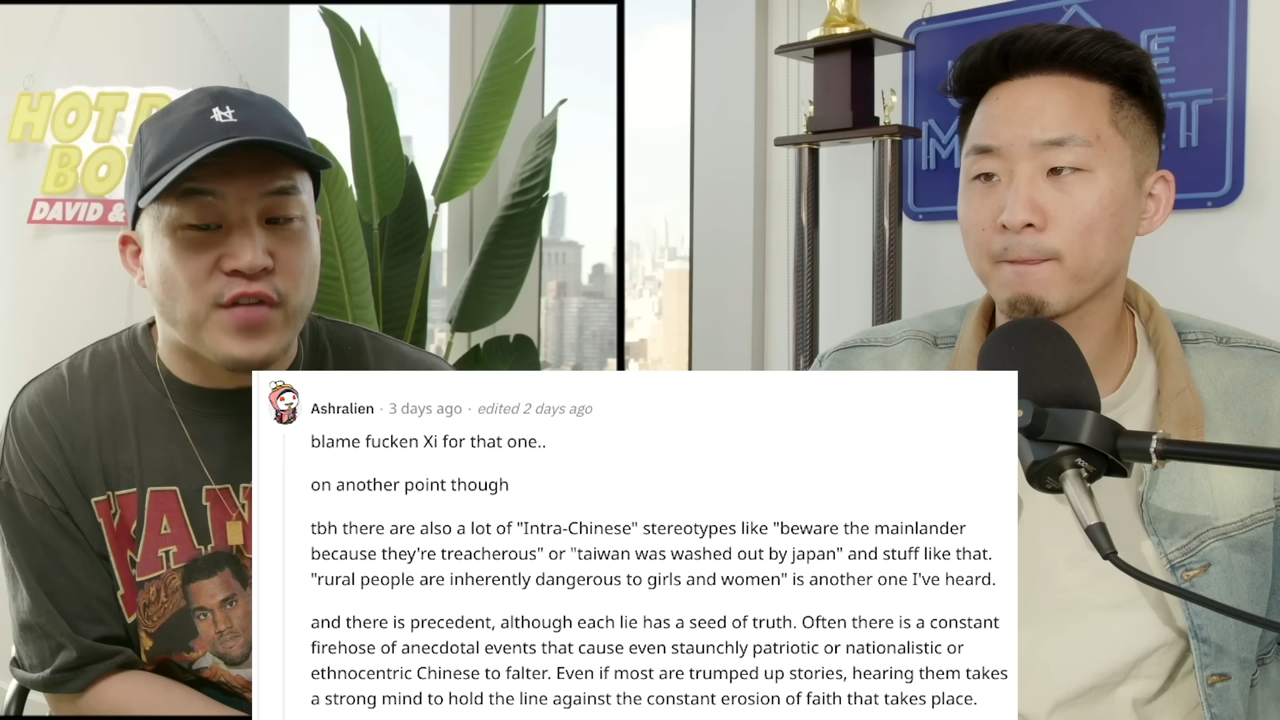 HOT
BO
DAVID &
N
E
M
T
KAN
Ashralien · 3 days ago · edited 2 days ago
blame fucken Xi for that one..
on another point though
tbh there are also a lot of "Intra-Chinese" stereotypes like "beware the mainlander
because they're treacherous" or "taiwan was washed out by japan" and stuff like that.
"rural people are inherently dangerous to girls and women" is another one I've heard.
and there is precedent, although each lie has a seed of truth. Often there is a constant
firehose of anecdotal events that cause even staunchly patriotic or nationalistic or
ethnocentric Chinese to falter. Even if most are trumped up stories, hearing them takes
a strong mind to hold the line against the constant erosion of faith that takes place.